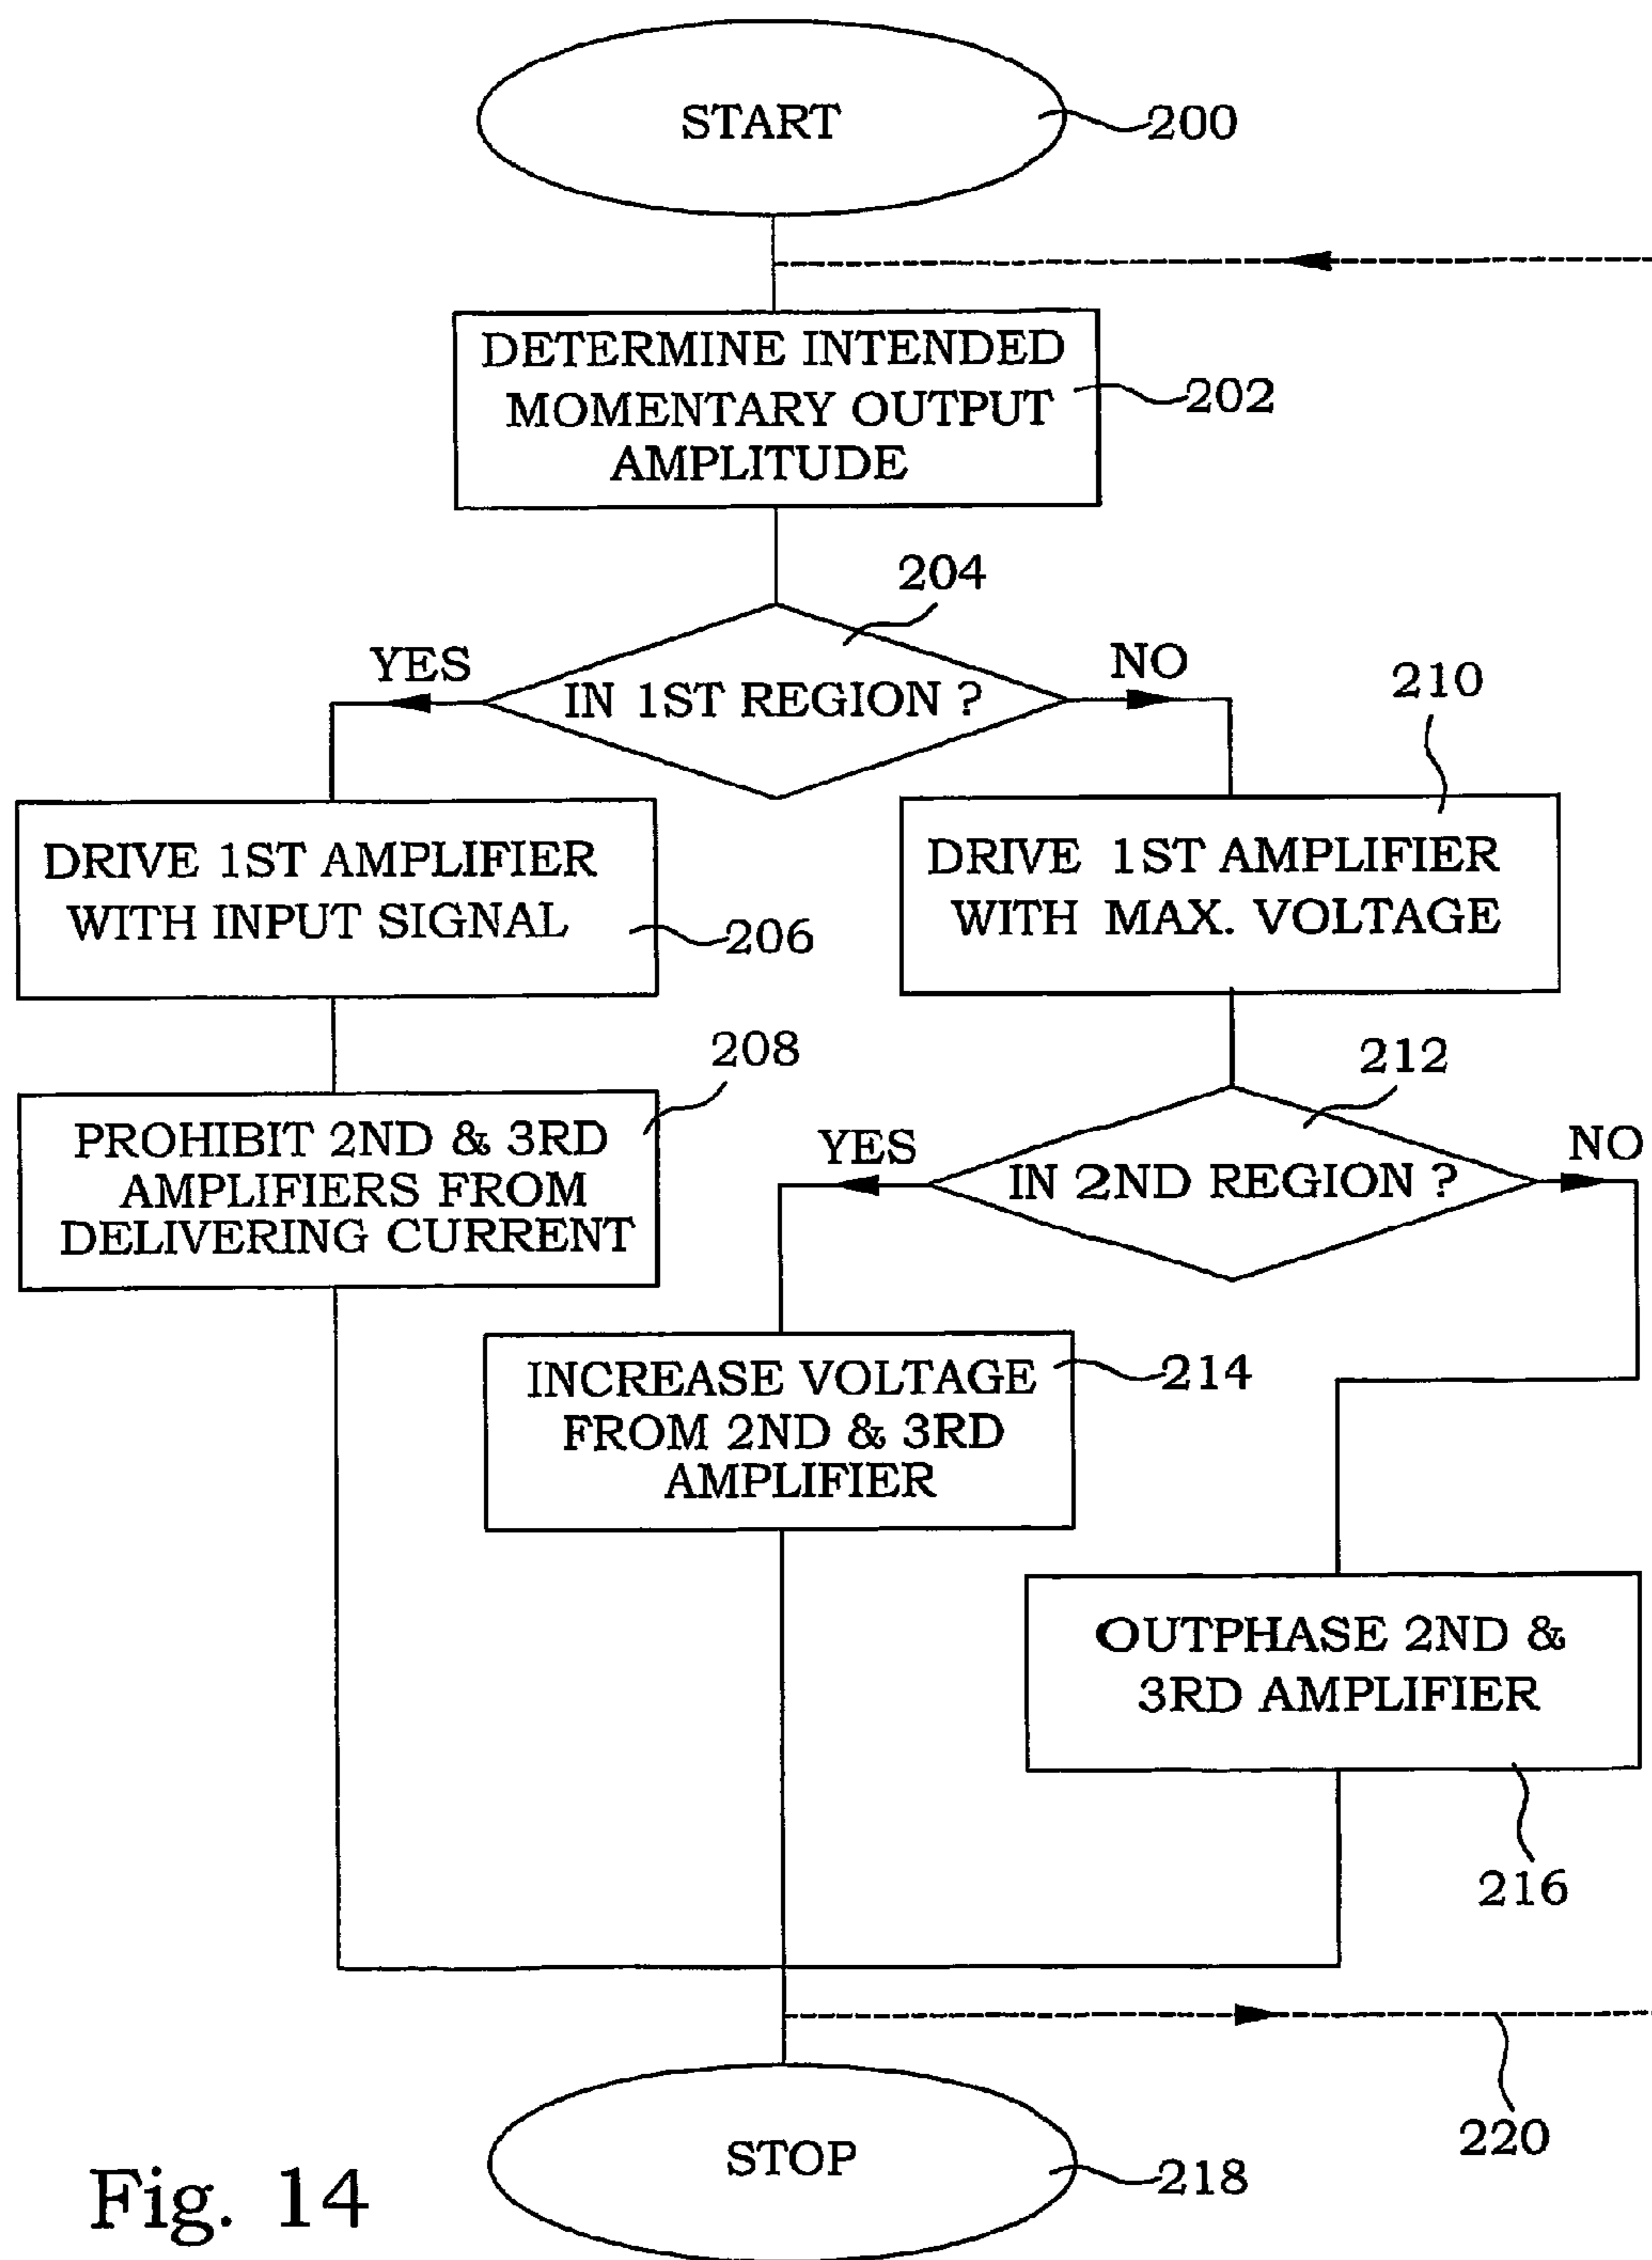 START
200
DETERMINE INTENDED
MOMENTARY OUTPUT
AMPLITUDE
202
204
YES
IN 1ST REGION ?
NO
210
DRIVE 1ST AMPLIFIER
WITH INPUT SIGNAL
206
DRIVE 1ST AMPLIFIER
WITH MAX. VOLTAGE
208
PROHIBIT 2ND & 3RD
AMPLIFIERS FROM
DELIVERING CURRENT
212
YES
IN 2ND REGION ?
NO
INCREASE VOLTAGE
FROM 2ND & 3RD
AMPLIFIER
214
OUTPHASE 2ND &
3RD AMPLIFIER
216
220
STOP
218
Fig. 14